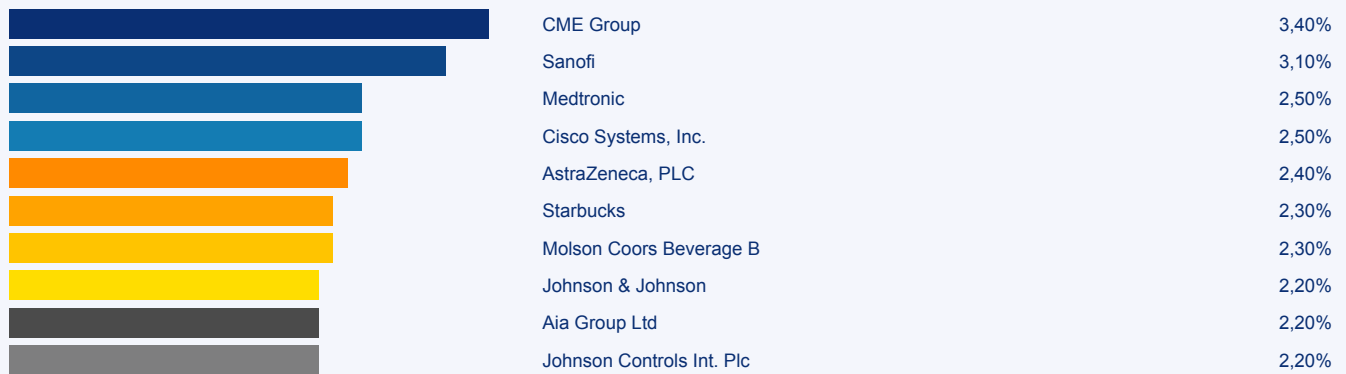 CME Group 3,40%
Sanofi 3,10%
Medtronic 2,50%
Cisco Systems, Inc. 2,50%
AstraZeneca, PLC 2,40%
Starbucks 2,30%
Molson Coors Beverage B 2,30%
Johnson & Johnson 2,20%
Aia Group Ltd 2,20%
Johnson Controls Int. Plc 2,20%